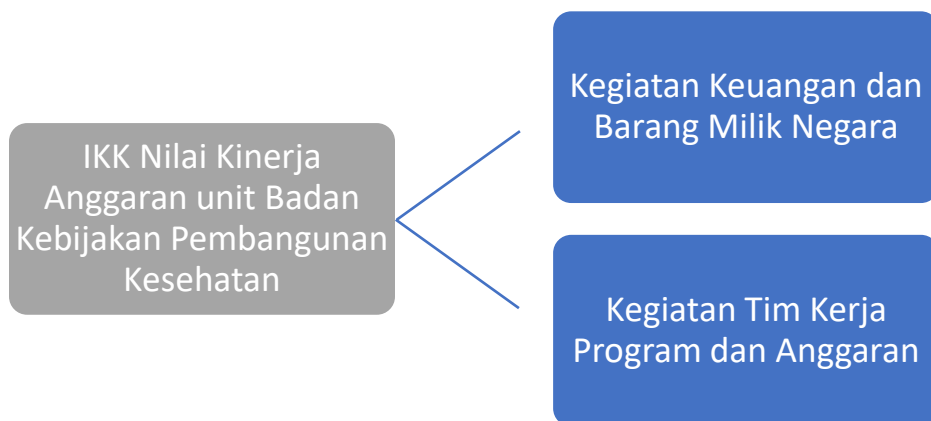 IKK Nilai Kinerja
Anggaran unit Badan
Kebijakan Pembangunan
Kesehatan
Kegiatan Keuangan dan
Barang Milik Negara
Kegiatan Tim Kerja
Program dan Anggaran